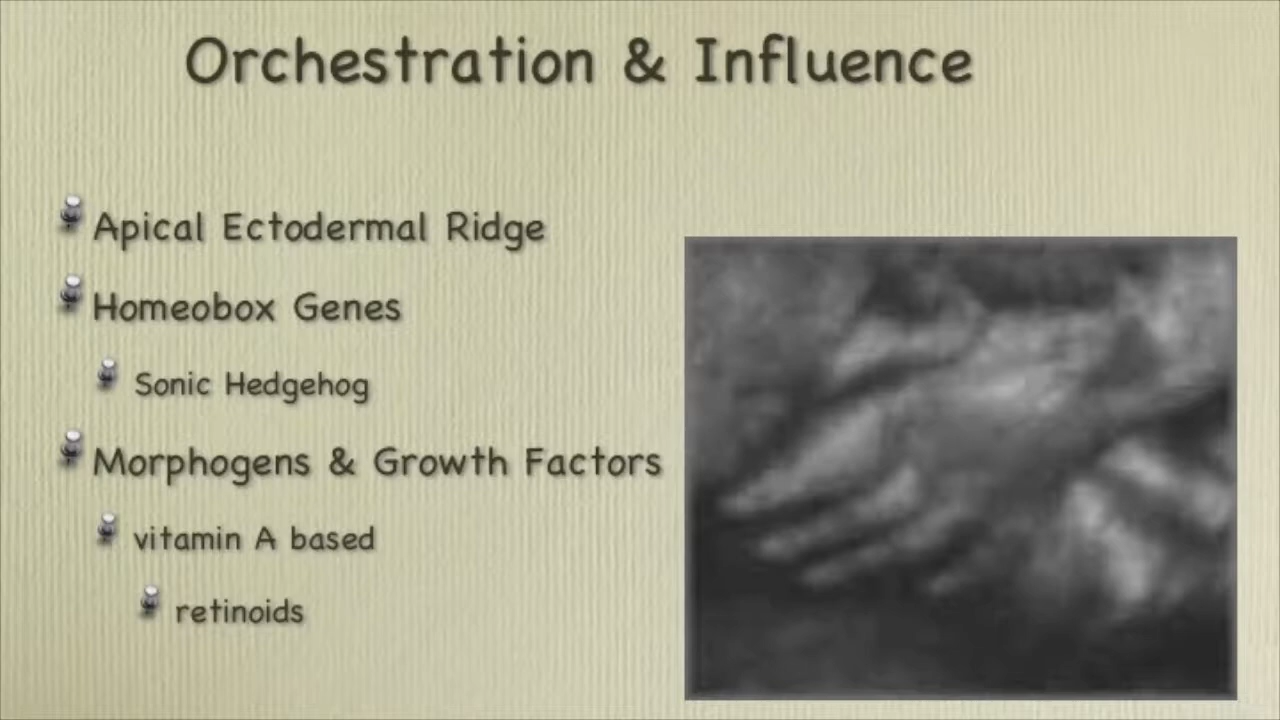 Orchestration & Influence
Apical Ectodermal Ridge
Homeobox Genes
Sonic Hedgehog
Morphogens & Growth Factors
vitamin A based
retinoids